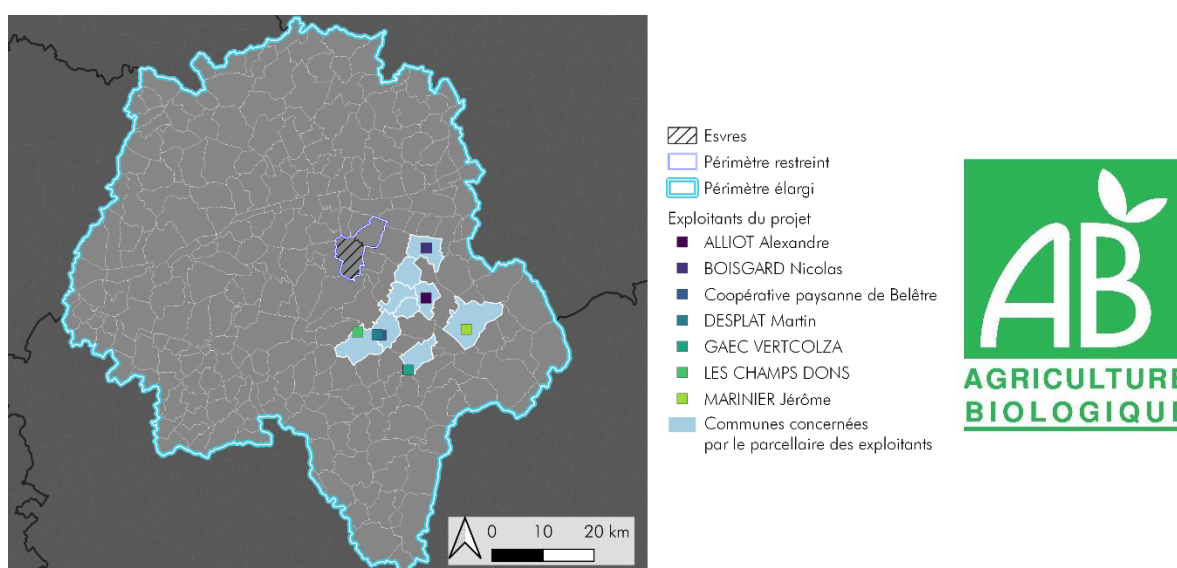 Esvres
Périmètre restreint
Périmètre élargi
Exploitants du projet
ALLIOT Alexandre
BOISGARD Nicolas
Coopérative paysanne de Belêtre
DESPLAT Martin
GAEC VERTCOLZA
LES CHAMPS DONS
MARINIER Jérôme
Communes concernées
par le parcellaire des exploitants
0 10 20 km
AB
AGRICULTURE
BIOLOGIQUE